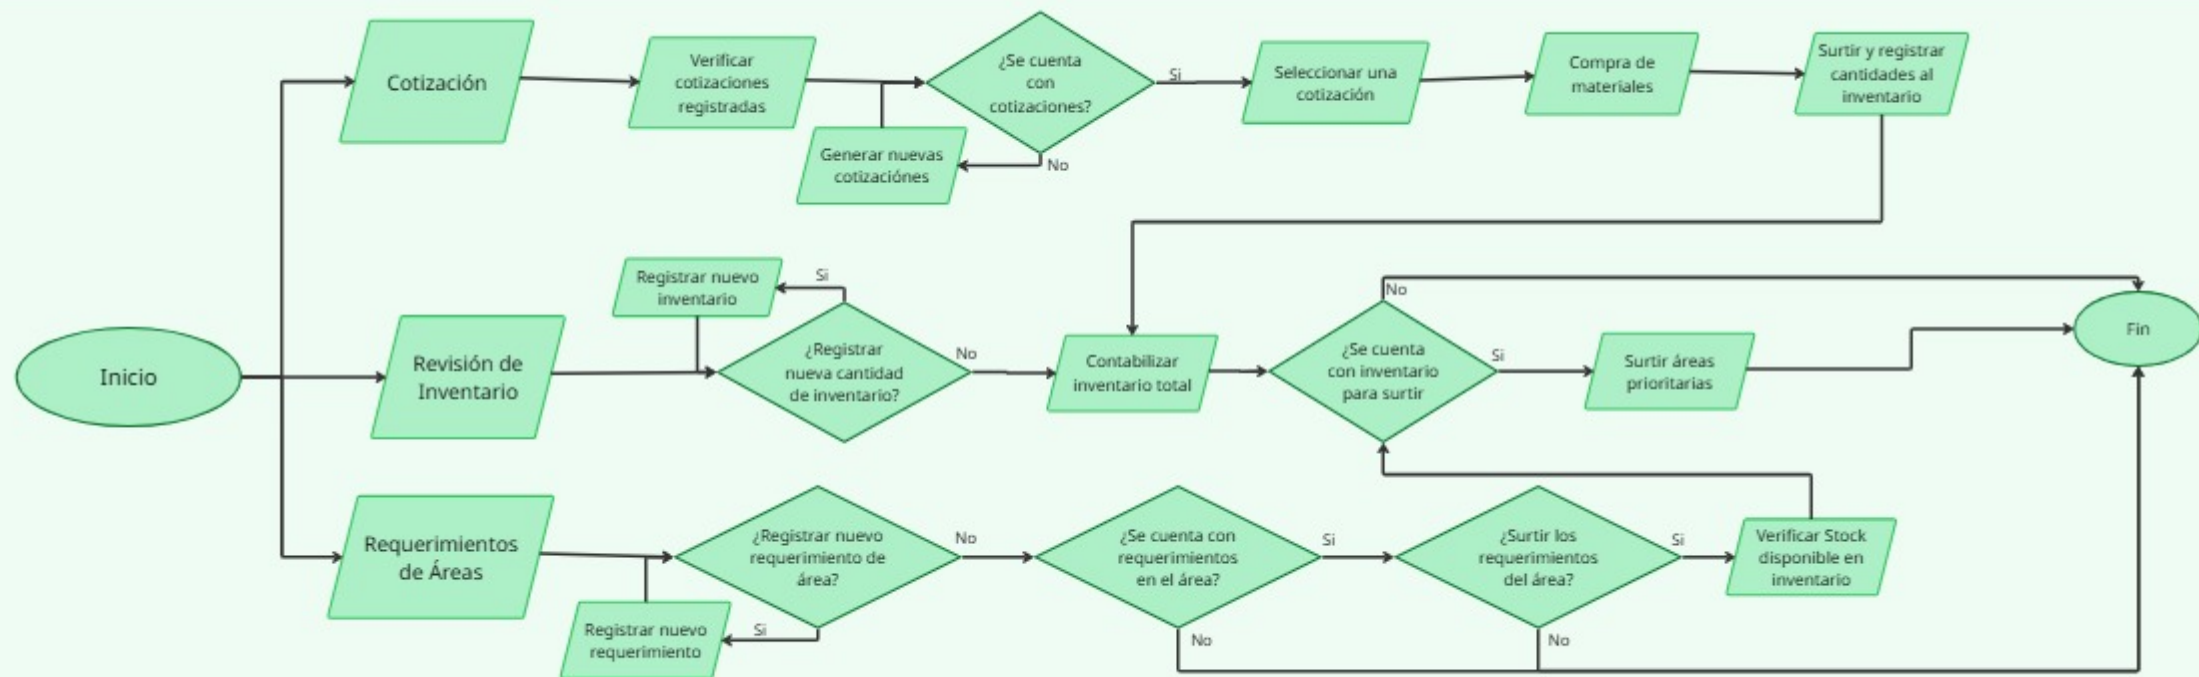 Cotización
Verificar
cotizaciones
registradas
¿Se cuenta
con
cotizaciones?
Si
Seleccionar una
cotización
Compra de
materiales
Surtir y registrar
cantidades al
inventario
Generar nuevas
cotizaciónes
No
Inicio
Revisión de
Inventario
Registrar nuevo
inventario
Si
¿Registrar
nueva cantidad
de inventario?
No
Contabilizar
inventario total
¿Se cuenta
con inventario
para surtir
No
Si
Surtir áreas
prioritarias
Fin
Requerimientos
de Áreas
¿Registrar nuevo
requerimiento de
área?
Si
Registrar nuevo
requerimiento
No
¿Se cuenta con
requerimientos
en el área?
Si
No
¿Surtir los
requerimientos
del área?
Si
No
Verificar Stock
disponible en
inventario